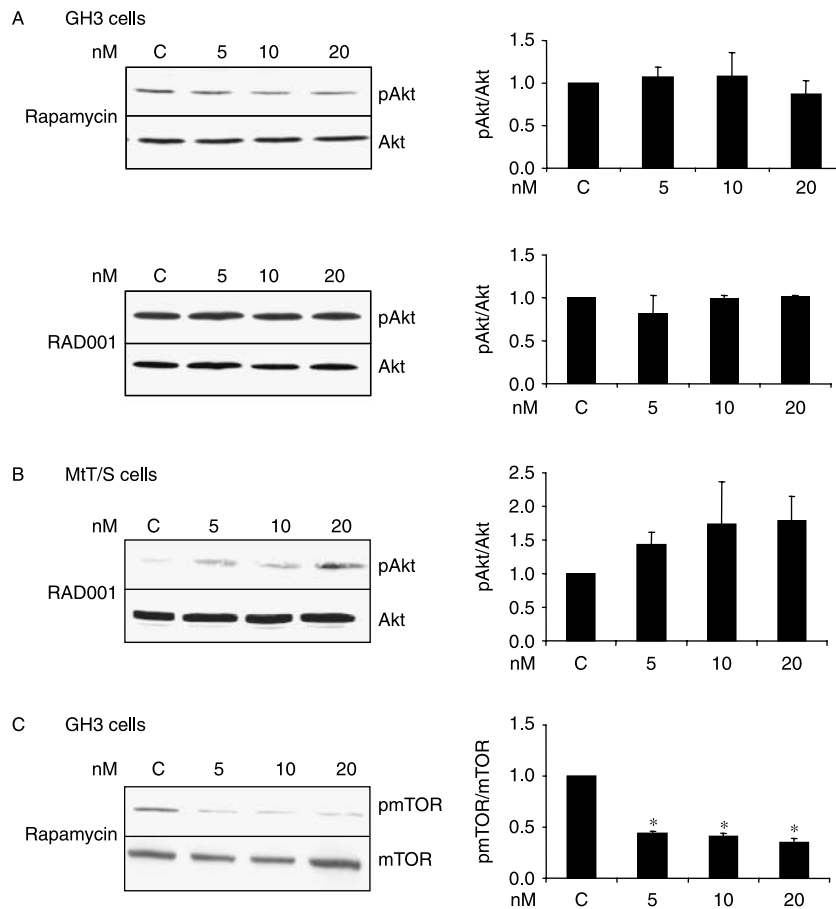 A GH3 cells
nM C 5 10 20
Rapamycin
pAkt
Akt
pAkt/Akt
1.5
1.0
0.5
0.0
nM C 5 10 20
nM C 5 10 20
RAD001
pAkt
Akt
pAkt/Akt
1.5
1.0
0.5
0.0
nM C 5 10 20
B MtT/S cells
nM C 5 10 20
RAD001
pAkt
Akt
pAkt/Akt
2.5
2.0
1.5
1.0
0.5
0.0
nM C 5 10 20
C GH3 cells
nM C 5 10 20
Rapamycin
pmTOR
mTOR
pmTOR/mTOR
1.5
1.0
0.5
0.0
* * *
nM C 5 10 20